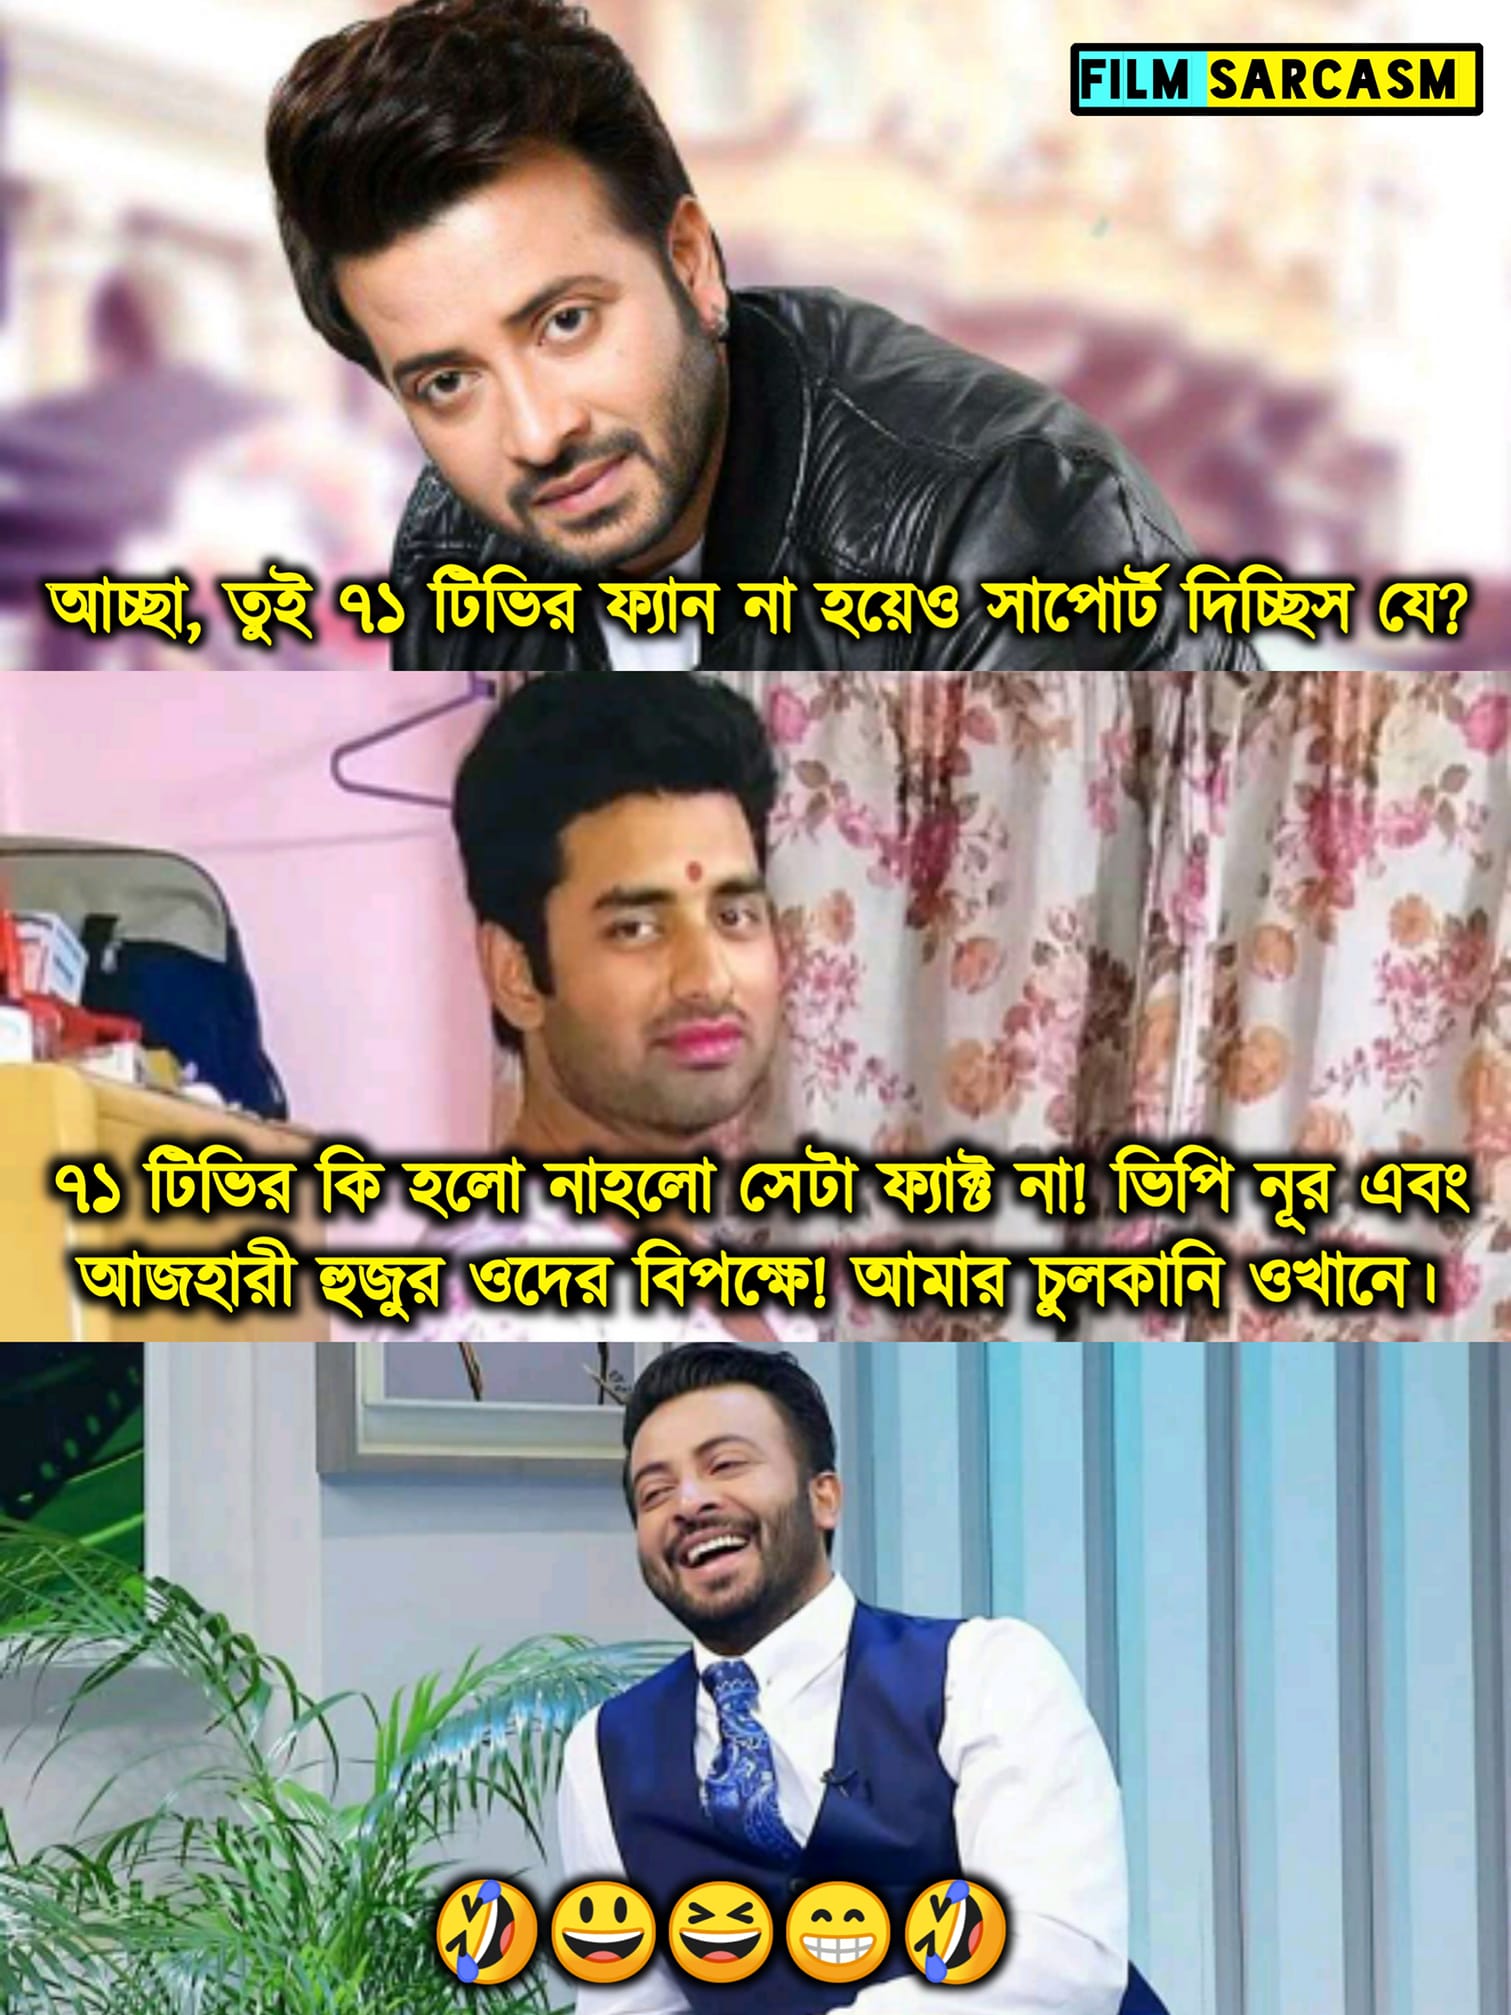 FILM SARCASM
আচ্ছা, তুই ৭১ টিভির ফ্যান না হয়েও সাপোর্ট দিচ্ছিস যে?
৭১ টিভির কি হলো নাহলো সেটা ফ্যাক্ট না! ভিপি নূর এবং
আজহারী হুজুর ওদের বিপক্ষে! আমার চুলকানি ওখানে।